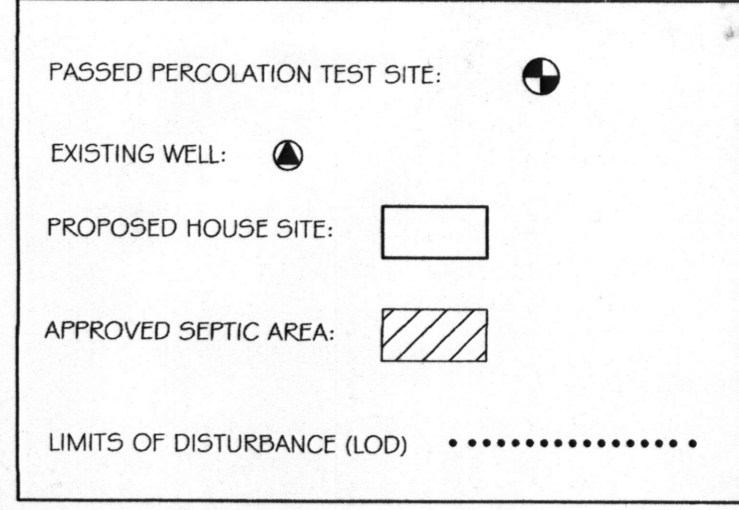 PASSED PERCOLATION TEST SITE:
EXISTING WELL:
PROPOSED HOUSE SITE:
APPROVED SEPTIC AREA:
LIMITS OF DISTURBANCE (LOD)